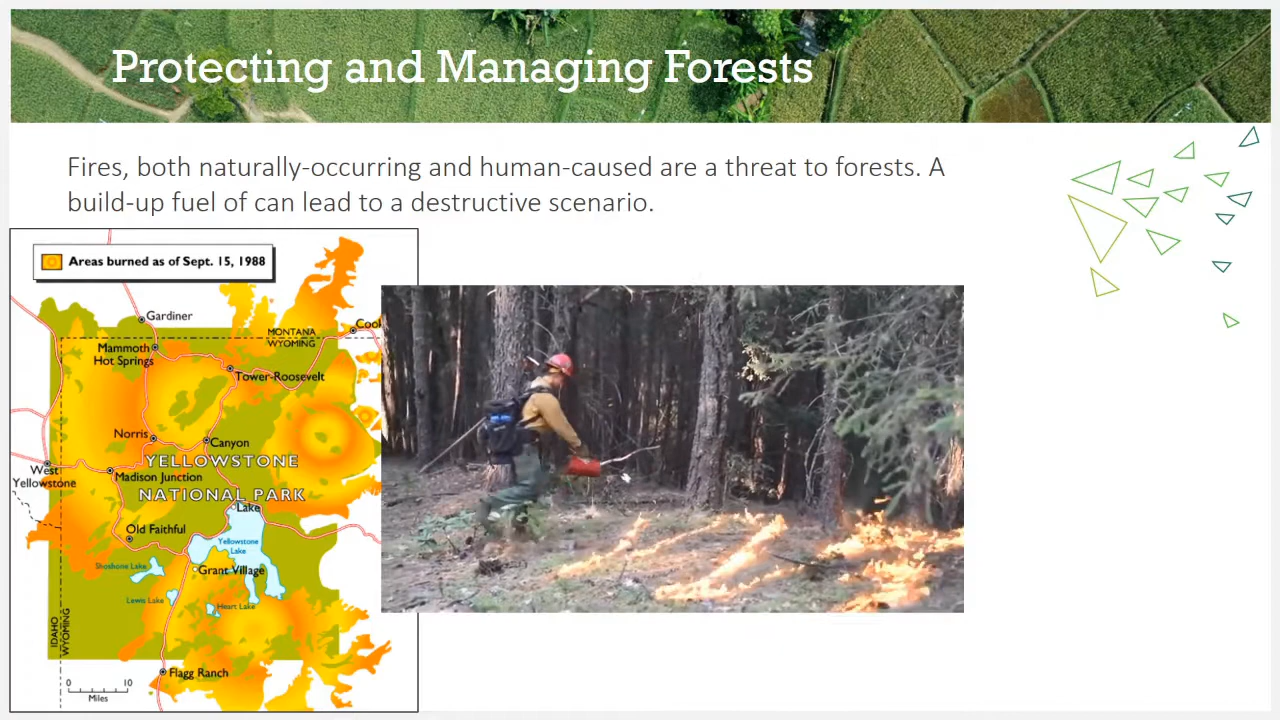 Protecting and Managing Forests
Fires, both naturally-occurring and human-caused are a threat to forests. A
build-up fuel of can lead to a destructive scenario.
Areas burned as of Sept. 15, 1988
Gardiner
MONTANA
WYOMING
Cool
Mammoth
Hot Springs
Tower-Roosevelt
Norris
Canyon
YELLOWSTONE
West
Yellowstone
Madison Junction
NATIONAL PARK
Lake
Old Faithful
Yellowstone
Lake
Shoshone Lake
Grant Village
Lewis Lake
Heart Lake
IDAHO
WYOMING
Flagg Ranch
0 10
Miles